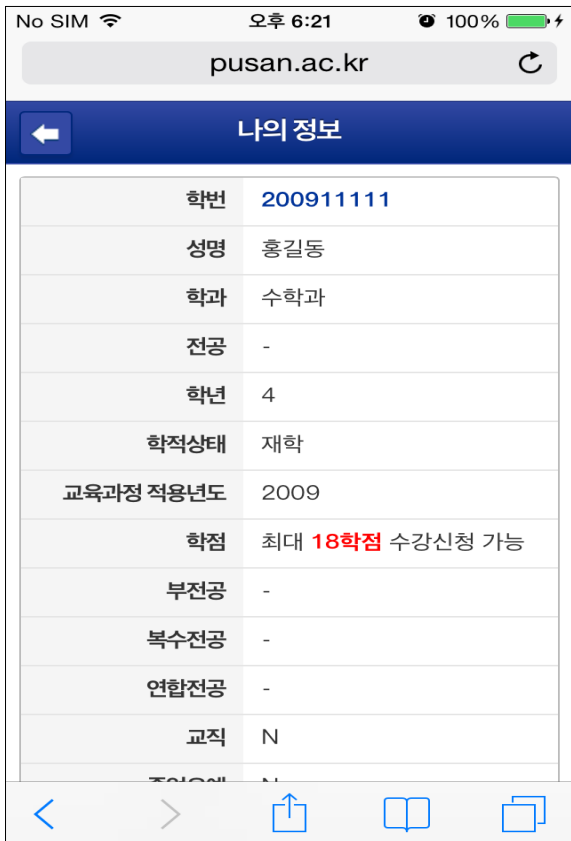 No SIM 오후 6:21 100%
pusan.ac.kr
나의 정보
학번 200911111
성명 홍길동
학과 수학과
전공 -
학년 4
학적상태 재학
교육과정 적용년도 2009
학점 최대 18학점 수강신청 가능
부전공 -
복수전공 -
연합전공 -
교직 N